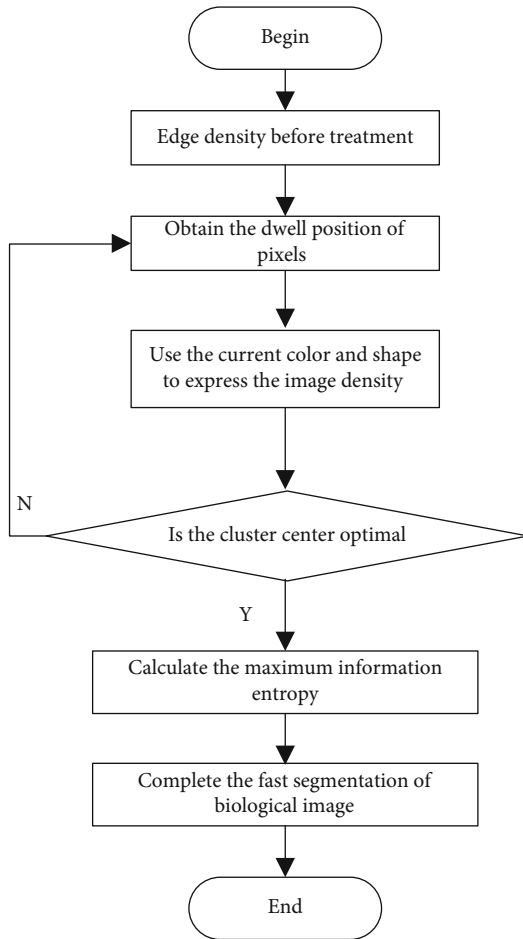 Begin
Edge density before treatment
Obtain the dwell position of
pixels
Use the current color and shape
to express the image density
N
Is the cluster center optimal
Y
Calculate the maximum information
entropy
Complete the fast segmentation of
biological image
End